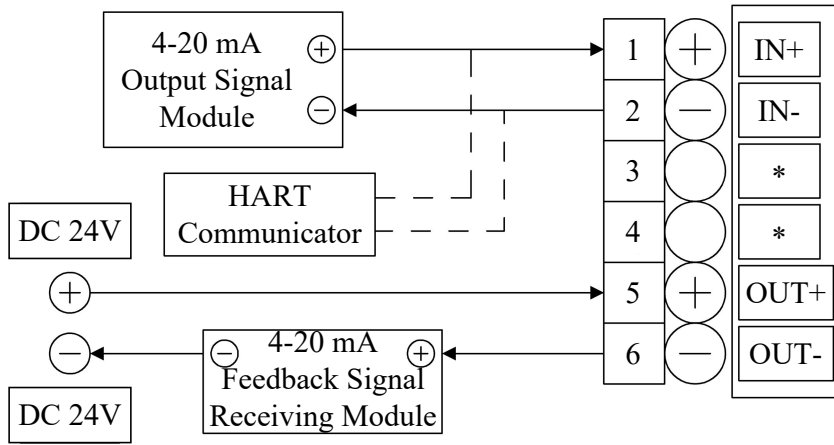 4-20 mA
Output Signal
Module
+
−
1
+
IN+
2
−
IN-
3
*
4
*
HART
Communicator
DC 24V
+
5
+
OUT+
−
4-20 mA
Feedback Signal
Receiving Module
−
+
6
−
OUT-
DC 24V